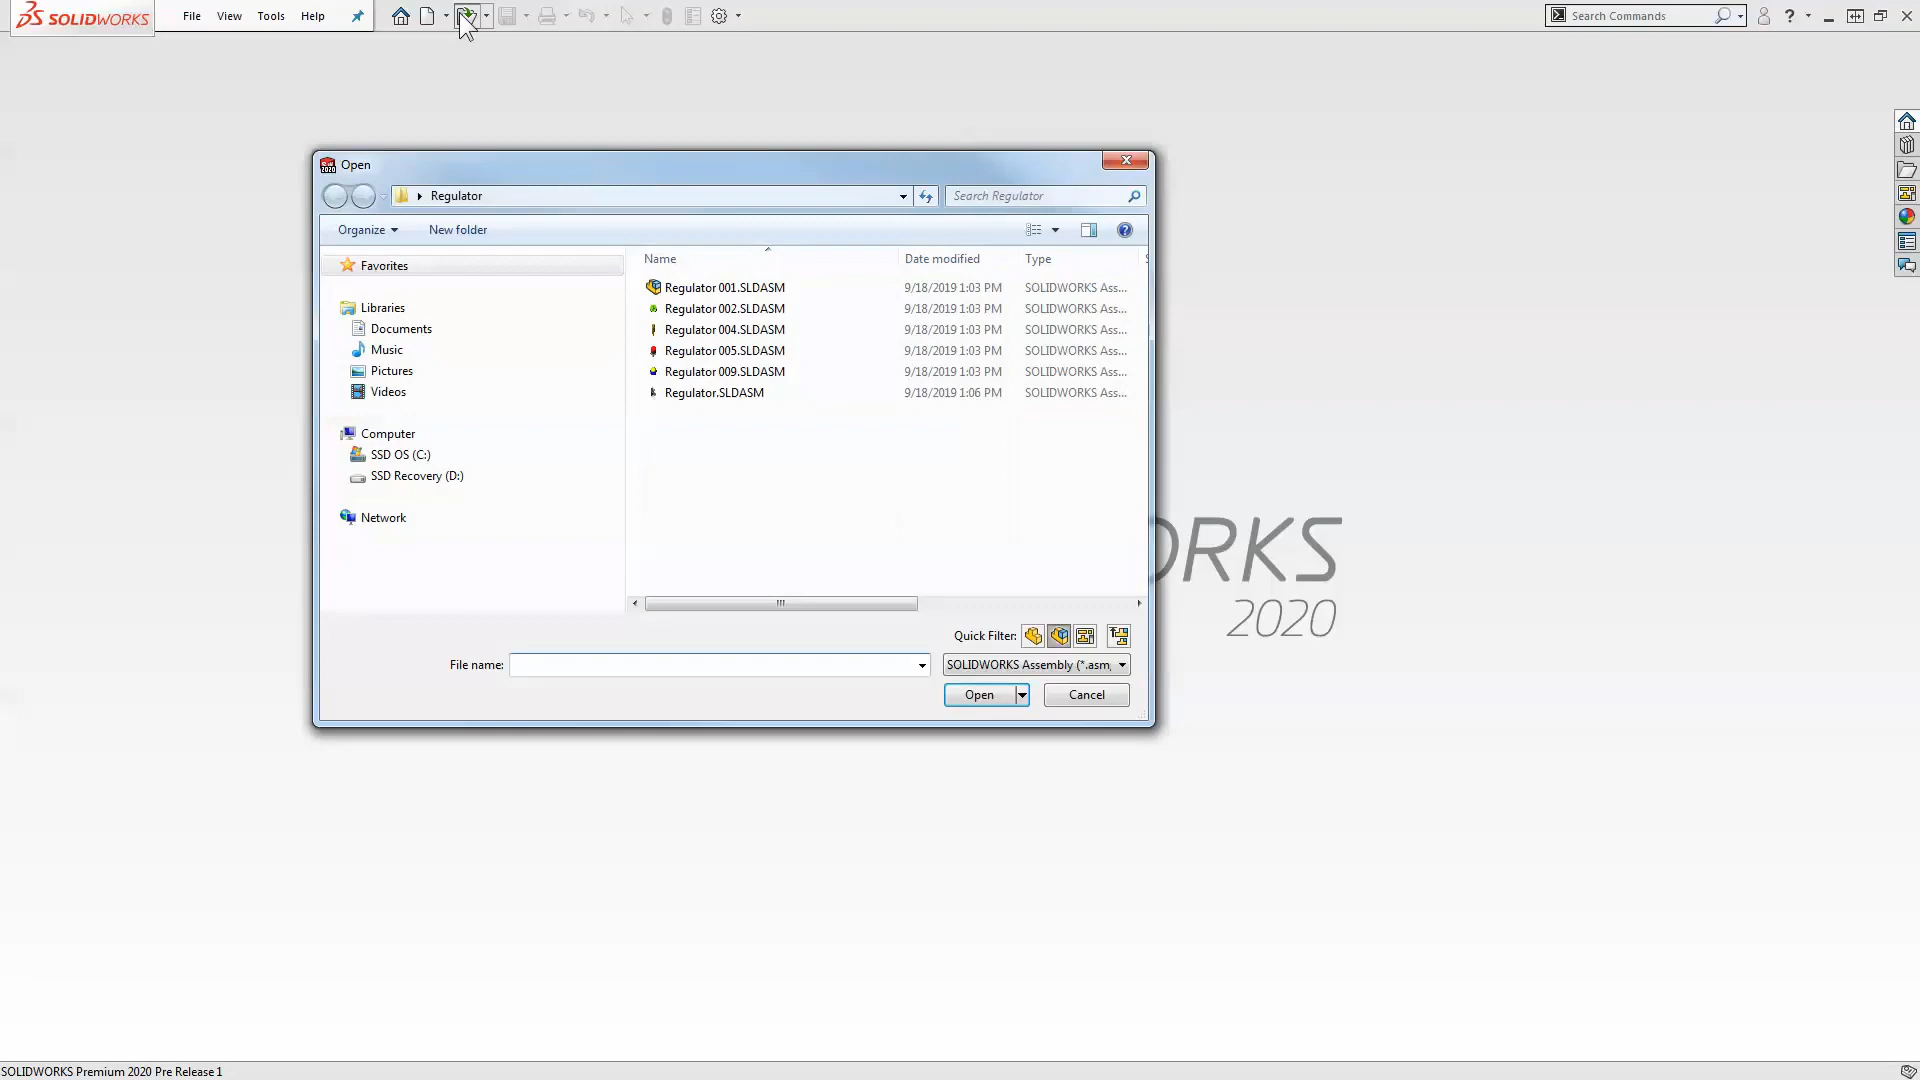 SOLIDWORKS File View Tools Help Search Commands ?
Open
Regulator Search Regulator
Organize New folder ?
Name Date modified Type S
Favorites
Regulator 001.SLDASM 9/18/2019 1:03 PM SOLIDWORKS Ass...
Libraries
Regulator 002.SLDASM 9/18/2019 1:03 PM SOLIDWORKS Ass...
Documents
Regulator 004.SLDASM 9/18/2019 1:03 PM SOLIDWORKS Ass...
Music
Regulator 005.SLDASM 9/18/2019 1:03 PM SOLIDWORKS Ass...
Pictures
Regulator 009.SLDASM 9/18/2019 1:03 PM SOLIDWORKS Ass...
Videos
Regulator.SLDASM 9/18/2019 1:06 PM SOLIDWORKS Ass...
Computer
SSD OS (C:)
SSD Recovery (D:)
Network
ORKS
2020
Quick Filter:
File name: SOLIDWORKS Assembly (*.asm;
Open Cancel
SOLIDWORKS Premium 2020 Pre Release 1